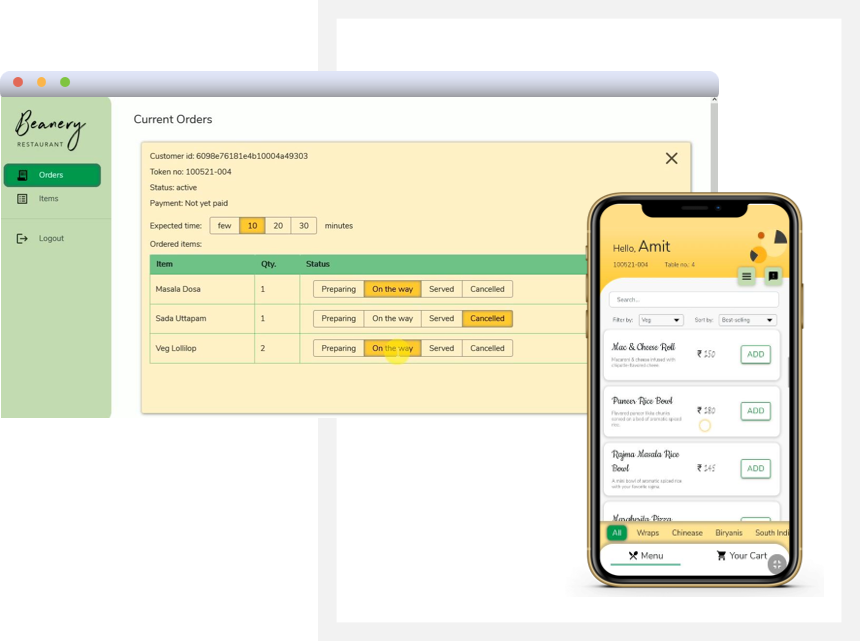 Beanery
RESTAURANT
Orders
Items
Logout
Current Orders
Customer id: 6098e76181e4b10004a49303
Token no: 100521-004
Status: active
Payment: Not yet paid
Expected time: few 10 20 30 minutes
Ordered items:
Item Qty. Status
Masala Dosa 1 Preparing On the way Served Cancelled
Sada Uttapam 1 Preparing On the way Served Cancelled
Veg Lollilop 2 Preparing On the way Served Cancelled
Hello, Amit
100521-004 Table no.: 4
Search...
Filter by: Veg Sort by: Best selling
Mac & Cheese Roll
Macaroni & cheese infused with
chipotle-flavored cheese
₹ 150 ADD
Paneer Rice Bowl
Flavored paneer tikka chunks
served on a bed of aromatic spiced
rice.
₹ 180 ADD
Rajma Masala Rice
Bowl
A mini bowl of aromatic spiced rice
with your favorite rajma.
₹ 145 ADD
Margherita Pizza
All Wraps Chinease Biryanis South Indi
Menu Your Cart